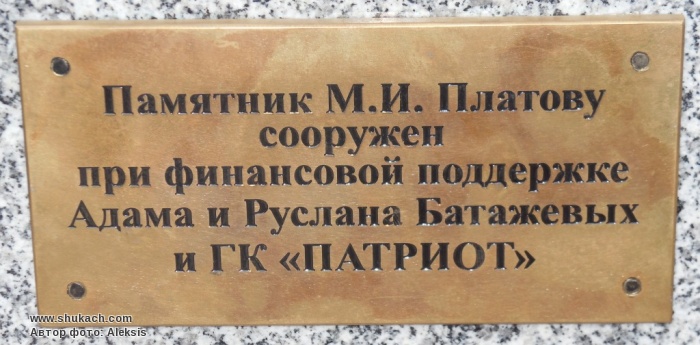 Памятник М.И. Платову
сооружен
при финансовой поддержке
Адама и Руслана Батажевых
и ГК «ПАТРИОТ»
www.shukach.com
Автор фото: Aleksis